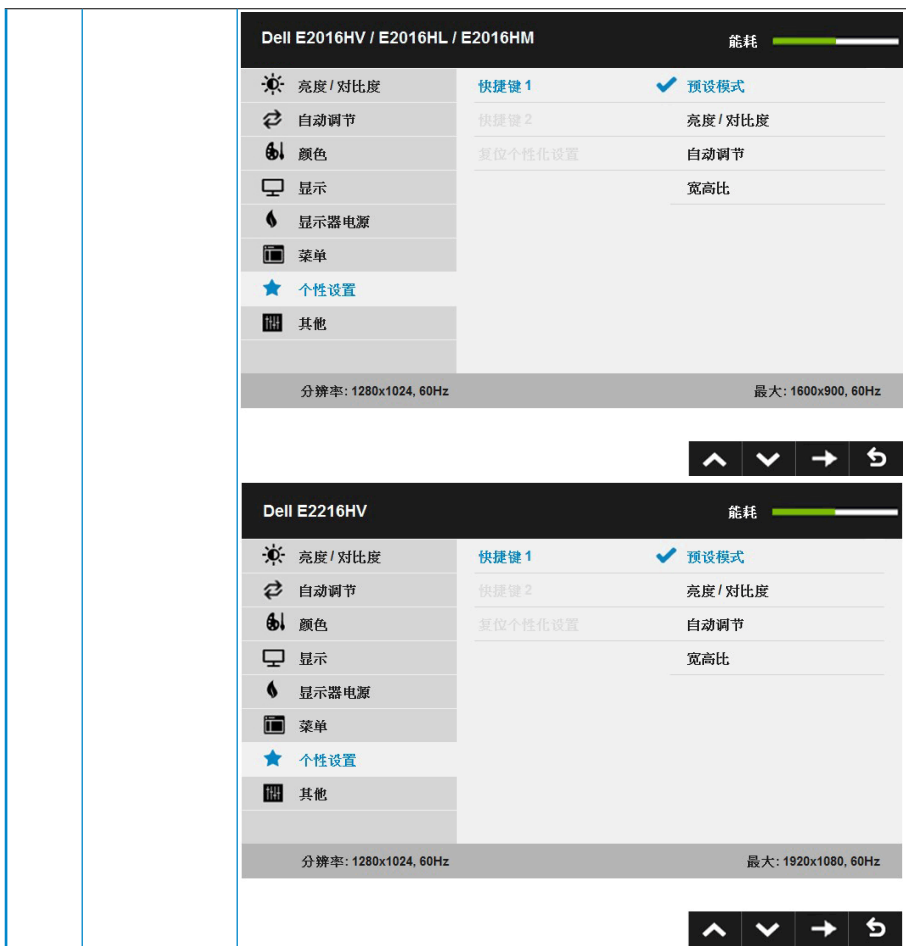 Dell E2016HV / E2016HL / E2016HM 能耗
亮度 / 对比度 快捷键 1 预设模式
自动调节 快捷键 2 亮度 / 对比度
颜色 复位个性化设置 自动调节
显示 宽高比
显示器电源
菜单
个性设置
其他
分辨率: 1280x1024, 60Hz 最大: 1600x900, 60Hz
Dell E2216HV 能耗
亮度 / 对比度 快捷键 1 预设模式
自动调节 快捷键 2 亮度 / 对比度
颜色 复位个性化设置 自动调节
显示 宽高比
显示器电源
菜单
个性设置
其他
分辨率: 1280x1024, 60Hz 最大: 1920x1080, 60Hz